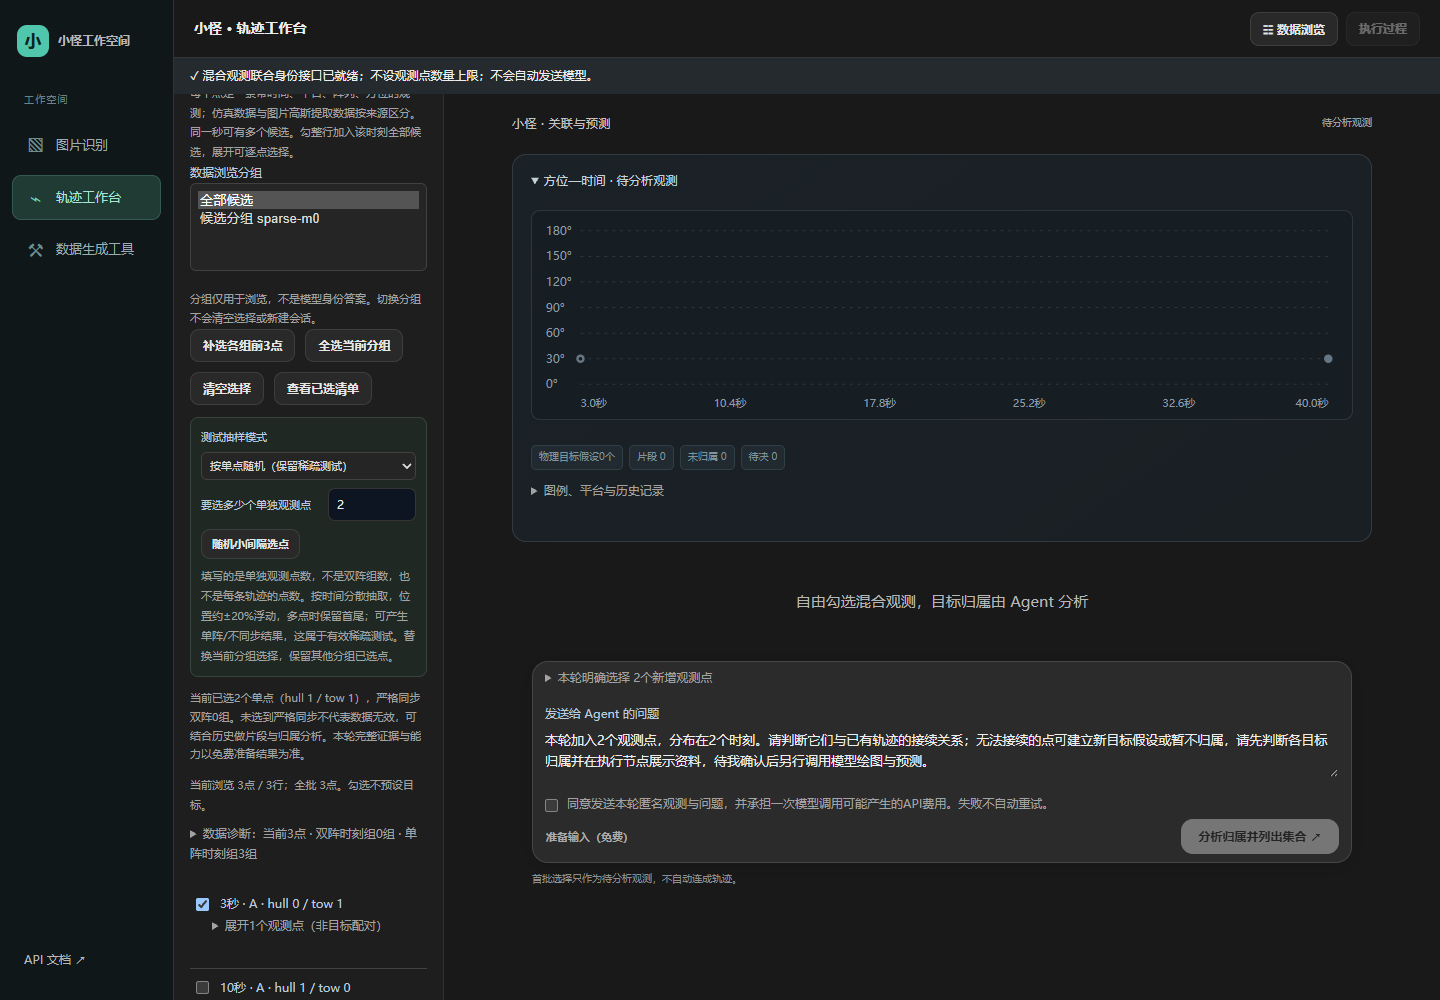 小 小怪工作空间
工作空间
图片识别
轨迹工作台
数据生成工具
API 文档 ↗
小怪 • 轨迹工作台
☷ 数据浏览
执行过程
✓ 混合观测联合身份接口已就绪；不设观测点数量上限；不会自动发送模型。
测；仿真数据与图片高斯提取数据按来源区分。
同一秒可有多个候选。勾整行加入该时刻全部候
选，展开可逐点选择。
数据浏览分组
全部候选
候选分组 sparse-m0
分组仅用于浏览，不是模型身份答案。切换分组
不会清空选择或新建会话。
补选各组前3点
全选当前分组
清空选择
查看已选清单
测试抽样模式
按单点随机（保留稀疏测试）
要选多少个单独观测点
2
随机小间隔选点
填写的是单独观测点数，不是双阵组数，也
不是每条轨迹的点数。按时间分散抽取，位
置约±20%浮动，多点时保留首尾；可产生
单阵/不同步结果，这属于有效稀疏测试。替
换当前分组选择，保留其他分组已选点。
当前已选2个单点（hull 1 / tow 1），严格同步
双阵0组。未选到严格同步不代表数据无效，可
结合历史做片段与归属分析。本轮完整证据与能
力以免费准备结果为准。
当前浏览 3点 / 3行；全批 3点。勾选不预设目
标。
▶ 数据诊断：当前3点 · 双阵时刻组0组 · 单
阵时刻组3组
3秒 · A · hull 0 / tow 1
▶ 展开1个观测点（非目标配对）
10秒 · A · hull 1 / tow 0
小怪 · 关联与预测
待分析观测
▼ 方位—时间 · 待分析观测
180°
150°
120°
90°
60°
30°
0°
3.0秒 10.4秒 17.8秒 25.2秒 32.6秒 40.0秒
物理目标假设0个
片段 0
未归属 0
待决 0
▶ 图例、平台与历史记录
自由勾选混合观测，目标归属由 Agent 分析
▶ 本轮明确选择 2个新增观测点
发送给 Agent 的问题
本轮加入2个观测点，分布在2个时刻。请判断它们与已有轨迹的接续关系；无法接续的点可建立新目标假设或暂不归属，请先判断各目标
归属并在执行节点展示资料，待我确认后另行调用模型绘图与预测。
同意发送本轮匿名观测与问题，并承担一次模型调用可能产生的API费用。失败不自动重试。
准备输入（免费）
分析归属并列出集合 ↗
首批选择只作为待分析观测，不自动连成轨迹。